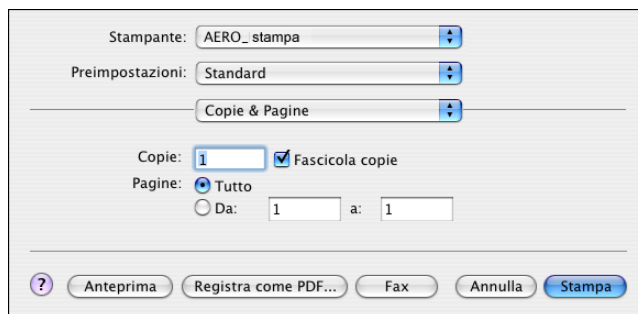 Stampante: AERO_ stampa
Preimpostazioni: Standard
Copie & Pagine
Copie: 1 Fascicola copie
Pagine: Tutto
Da: 1 a: 1
? Anteprima Registra come PDF... Fax Annulla Stampa